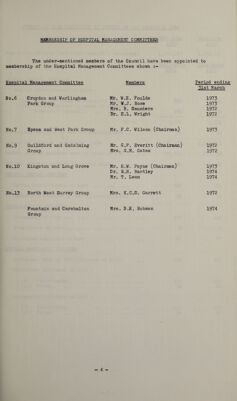 MEMBERSHIP OF HOSPITAL MANAGEMENT COMMITTEES
The under-mentioned members of the Council have been appointed to
membership of the Hospital Management Committees shown :-
Hospital Management Committee Members Period ending
31st March
No.6 Croydon and Warlingham Mr. W.E. Foulds 1973
Park Group Mr. W.J. Rose 1973
Mrs. B. Saunders 1972
Dr. H.L. Wright 1972
No.7 Epsom and West Park Group Mr. F.C. Wilson (Chairman) 1973
No.9 Guildford and Godalming Mr. G.P. Everitt (Chairman) 1972
Group Mrs. G.M. Coten 1972
No.10 Kingston and Long Grove Mr. H.W. Payne (Chairman) 1973
Dr. A.M. Hartley 1974
Mr. T. Leon 1974
No.13 North West Surrey Group Mrs. K.C.S. Garrett 1972
Fountain and Carshalton Mrs. D.E. Hobman 1974
Group
- 4 -